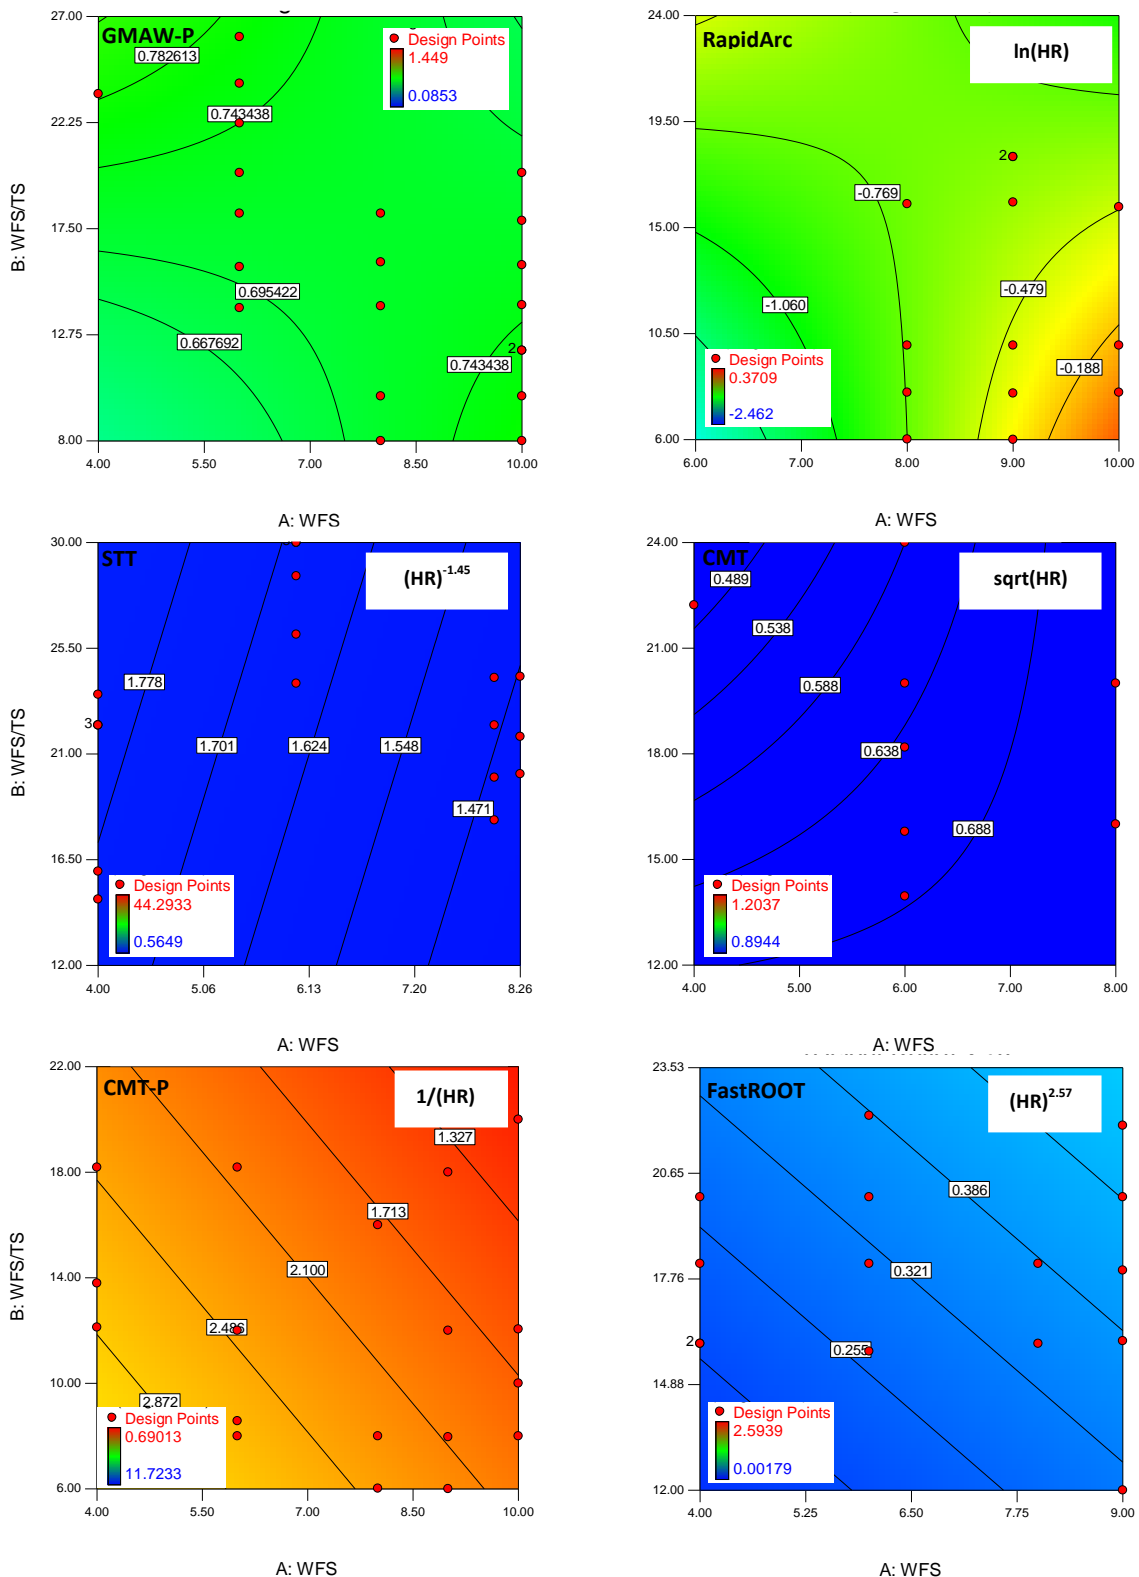 GMAW-P
27.00
22.25
17.50
12.75
8.00
4.00 5.50 7.00 8.50 10.00
B: WFS/TS
A: WFS
Design Points
1.449
0.0853
0.782613
0.743438
0.695422
0.667692
0.743438
2
RapidArc
ln(HR)
24.00
19.50
15.00
10.50
6.00
6.00 7.00 8.00 9.00 10.00
A: WFS
2
-0.769
-0.479
-1.060
-0.188
Design Points
0.3709
-2.462
STT
(HR)-1.45
30.00
25.50
21.00
16.50
12.00
4.00 5.06 6.13 7.20 8.26
B: WFS/TS
A: WFS
3
1.778
1.701
1.624
1.548
1.471
Design Points
44.2933
0.5649
CMT
sqrt(HR)
24.00
21.00
18.00
15.00
12.00
4.00 5.00 6.00 7.00 8.00
A: WFS
0.489
0.538
0.588
0.638
0.688
Design Points
1.2037
0.8944
CMT-P
1/(HR)
22.00
18.00
14.00
10.00
6.00
4.00 5.50 7.00 8.50 10.00
B: WFS/TS
A: WFS
1.327
1.713
2.100
2.486
2.872
Design Points
0.69013
11.7233
FastROOT
(HR)2.57
23.53
20.65
17.76
14.88
12.00
4.00 5.25 6.50 7.75 9.00
A: WFS
2
0.386
0.321
0.255
Design Points
2.5939
0.00179